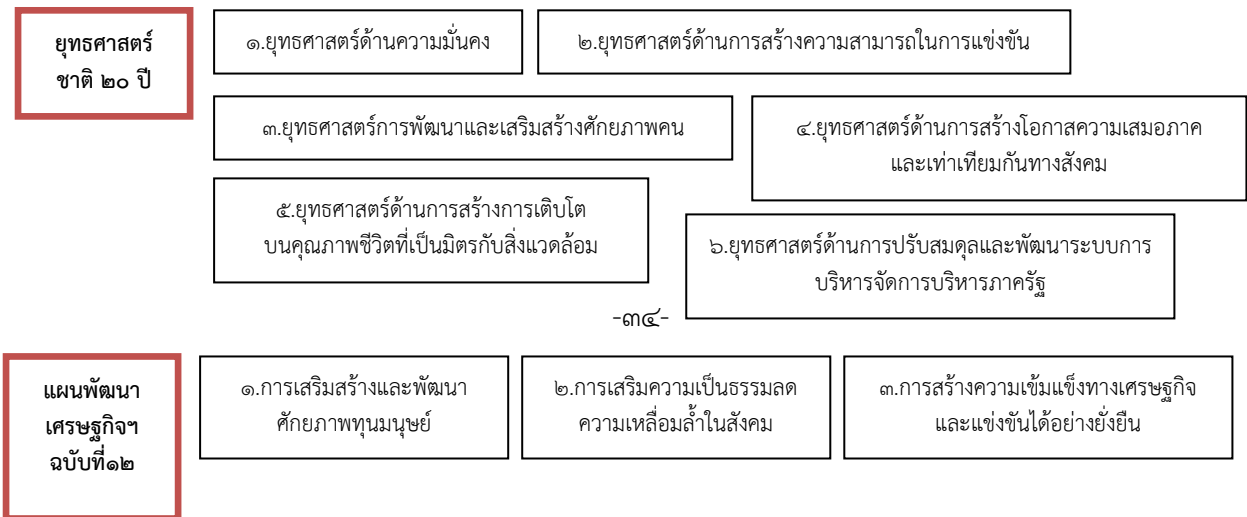 ยุทธศาสตร์
ชาติ ๒๐ ปี
๑.ยุทธศาสตร์ด้านความมั่นคง
๒.ยุทธศาสตร์ด้านการสร้างความสามารถในการแข่งขัน
๓.ยุทธศาสตร์การพัฒนาและเสริมสร้างศักยภาพคน
๔.ยุทธศาสตร์ด้านการสร้างโอกาสความเสมอภาค
และเท่าเทียมกันทางสังคม
๕.ยุทธศาสตร์ด้านการสร้างการเติบโต
บนคุณภาพชีวิตที่เป็นมิตรกับสิ่งแวดล้อม
๖.ยุทธศาสตร์ด้านการปรับสมดุลและพัฒนาระบบการ
บริหารจัดการบริหารภาครัฐ
-๓๔-
แผนพัฒนา
เศรษฐกิจฯ
ฉบับที่๑๒
๑.การเสริมสร้างและพัฒนา
ศักยภาพทุนมนุษย์
๒.การเสริมความเป็นธรรมลด
ความเหลื่อมล้ำในสังคม
๓.การสร้างความเข้มแข็งทางเศรษฐกิจ
และแข่งขันได้อย่างยั่งยืน